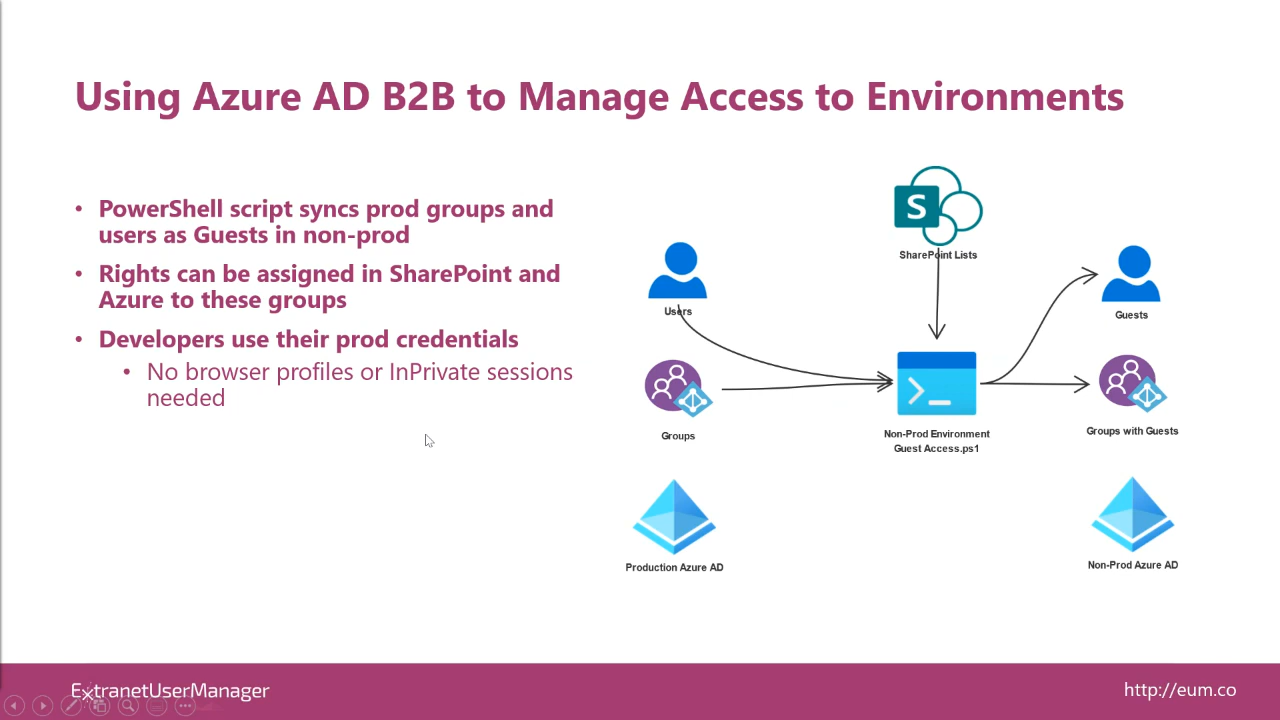 Using Azure AD B2B to Manage Access to Environments
• PowerShell script syncs prod groups and
users as Guests in non-prod
• Rights can be assigned in SharePoint and
Azure to these groups
• Developers use their prod credentials
• No browser profiles or InPrivate sessions
needed
S
SharePoint Lists
Users
Guests
Groups
Non-Prod Environment
Guest Access.ps1
Groups with Guests
Production Azure AD
Non-Prod Azure AD
ExtranetUserManager
http://eum.co